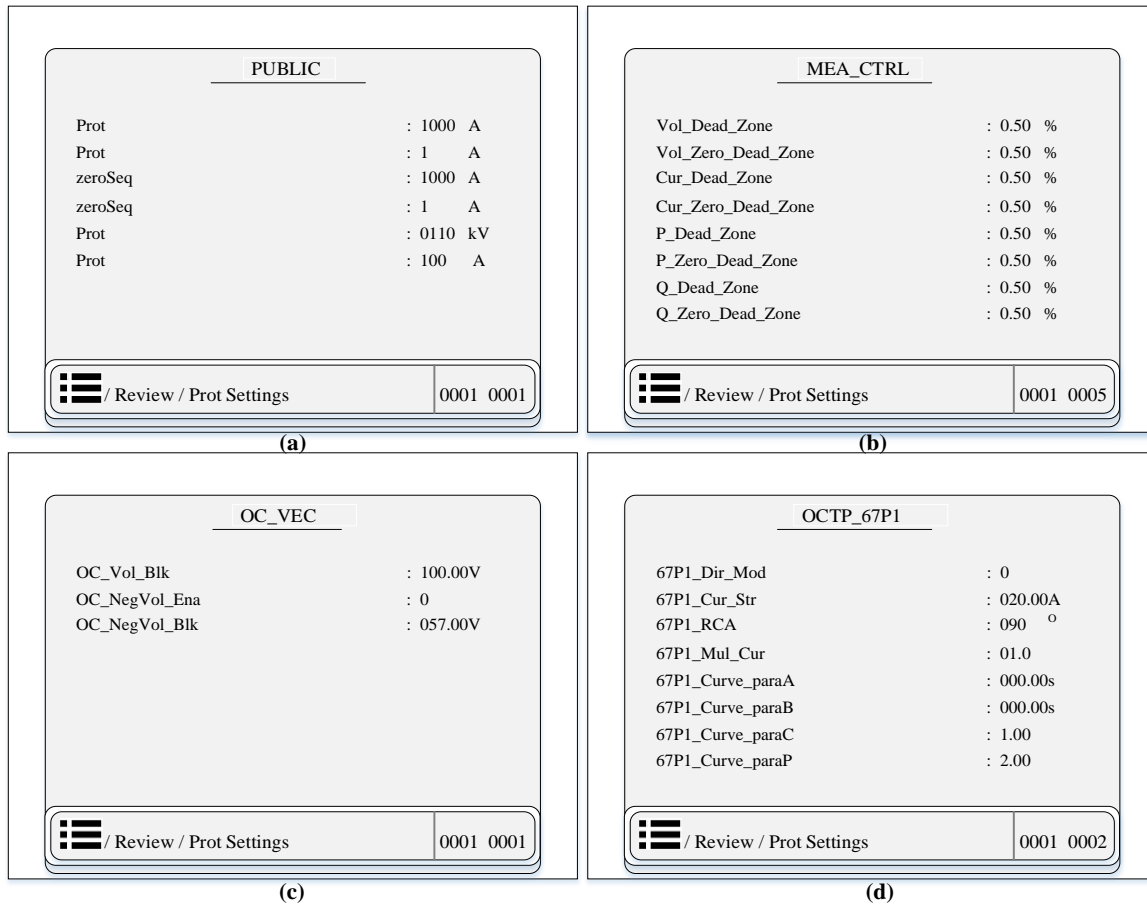 PUBLIC
Prot : 1000 A
Prot : 1 A
zeroSeq : 1000 A
zeroSeq : 1 A
Prot : 0110 kV
Prot : 100 A
/ Review / Prot Settings 0001 0001
(a)
MEA_CTRL
Vol_Dead_Zone : 0.50 %
Vol_Zero_Dead_Zone : 0.50 %
Cur_Dead_Zone : 0.50 %
Cur_Zero_Dead_Zone : 0.50 %
P_Dead_Zone : 0.50 %
P_Zero_Dead_Zone : 0.50 %
Q_Dead_Zone : 0.50 %
Q_Zero_Dead_Zone : 0.50 %
/ Review / Prot Settings 0001 0005
(b)
OC_VEC
OC_Vol_Blk : 100.00V
OC_NegVol_Ena : 0
OC_NegVol_Blk : 057.00V
/ Review / Prot Settings 0001 0001
(c)
OCTP_67P1
67P1_Dir_Mod : 0
67P1_Cur_Str : 020.00A
67P1_RCA : 090 O
67P1_Mul_Cur : 01.0
67P1_Curve_paraA : 000.00s
67P1_Curve_paraB : 000.00s
67P1_Curve_paraC : 1.00
67P1_Curve_paraP : 2.00
/ Review / Prot Settings 0001 0002
(d)